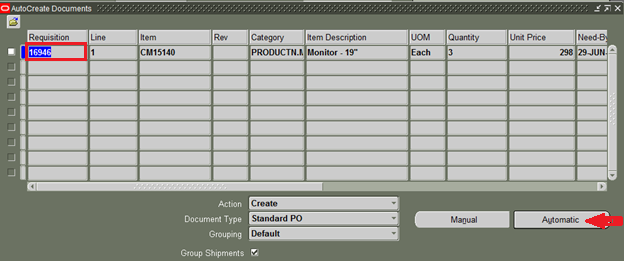 AutoCreate Documents
Requisition Line Item Rev Category Item Description UOM Quantity Unit Price Need-By
16946 1 CM15140 PRODUCTN.M Monitor - 19" Each 3 298 29-JUN-
Action Create
Document Type Standard PO
Manual Automatic
Grouping Default
Group Shipments